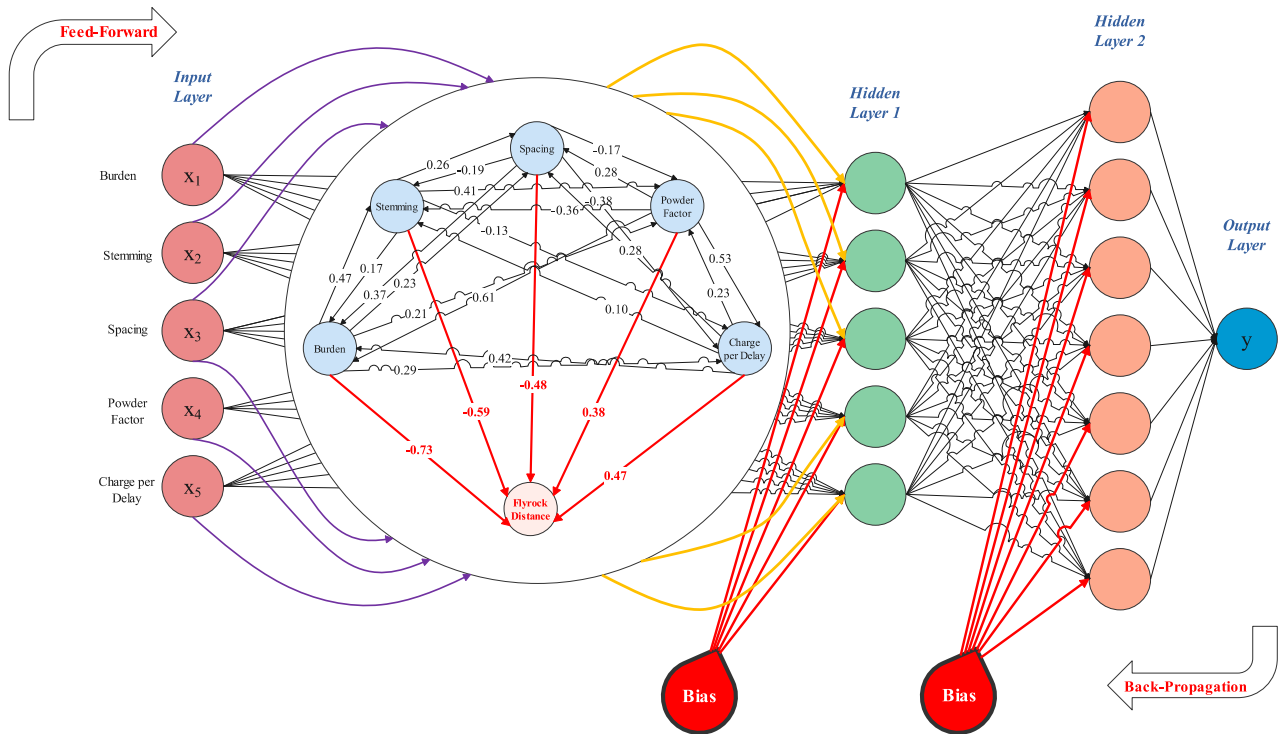 Feed-Forward
Input
Layer
Hidden
Layer 1
Hidden
Layer 2
Output
Layer
Burden
Stemming
Spacing
Powder
Factor
Charge per
Delay
x1
x2
x3
x4
x5
Spacing
Stemming
Powder
Factor
Burden
Charge
per Delay
Flyrock
Distance
0.26
-0.19
-0.17
0.28
0.41
-0.36
-0.38
-0.13
0.47
0.17
0.37
0.23
0.28
0.53
0.23
0.61
0.21
0.10
0.42
0.29
-0.48
-0.59
0.38
-0.73
0.47
y
Bias
Bias
Back-Propagation